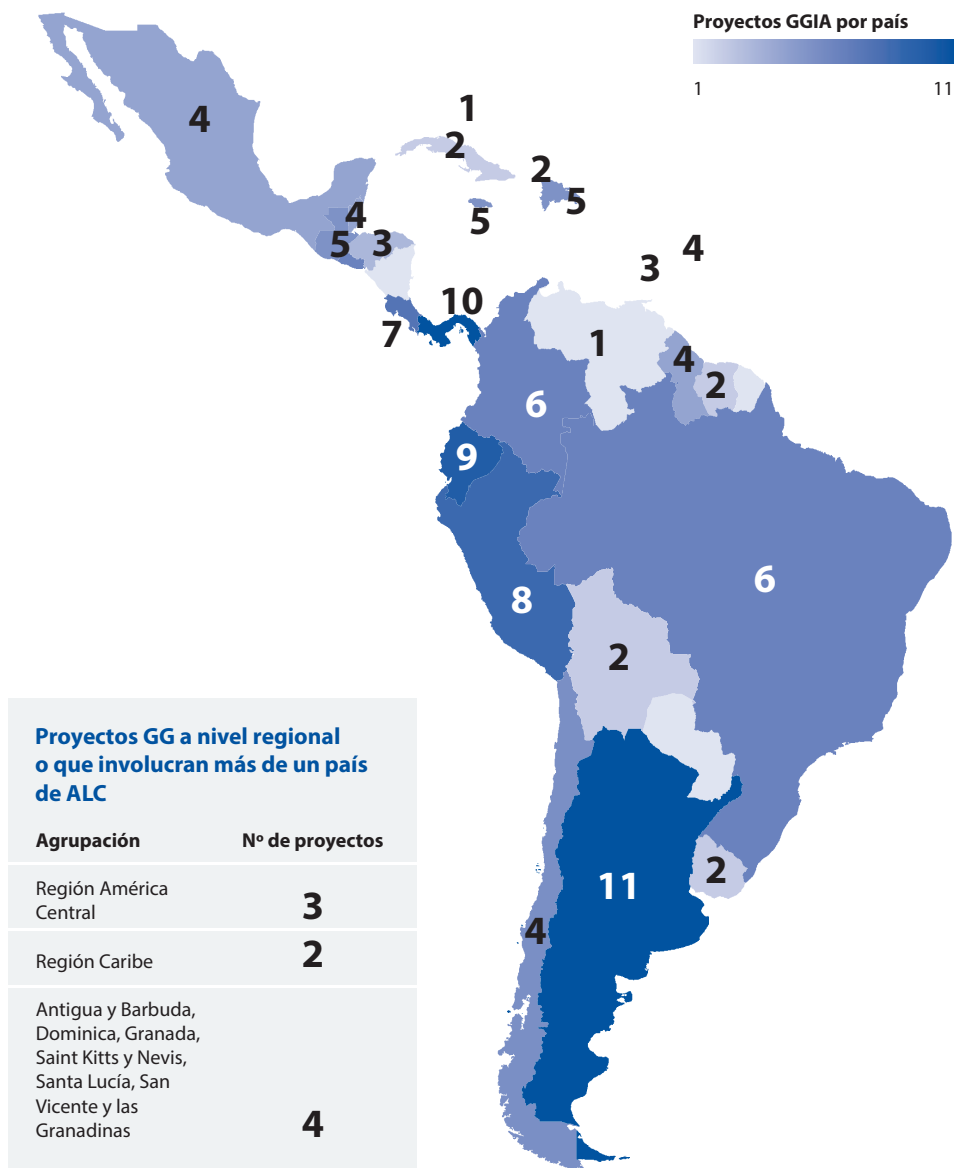 Proyectos GGIA por país
1 11
4
1
2
2
5
5
4
5
3
4
3
10
7
1
4
2
6
9
6
8
2
2
11
4
Proyectos GG a nivel regional
o que involucran más de un país
de ALC
Agrupación Nº de proyectos
Región América
Central
3
Región Caribe 2
Antigua y Barbuda,
Dominica, Granada,
Saint Kitts y Nevis,
Santa Lucía, San
Vicente y las
Granadinas 4